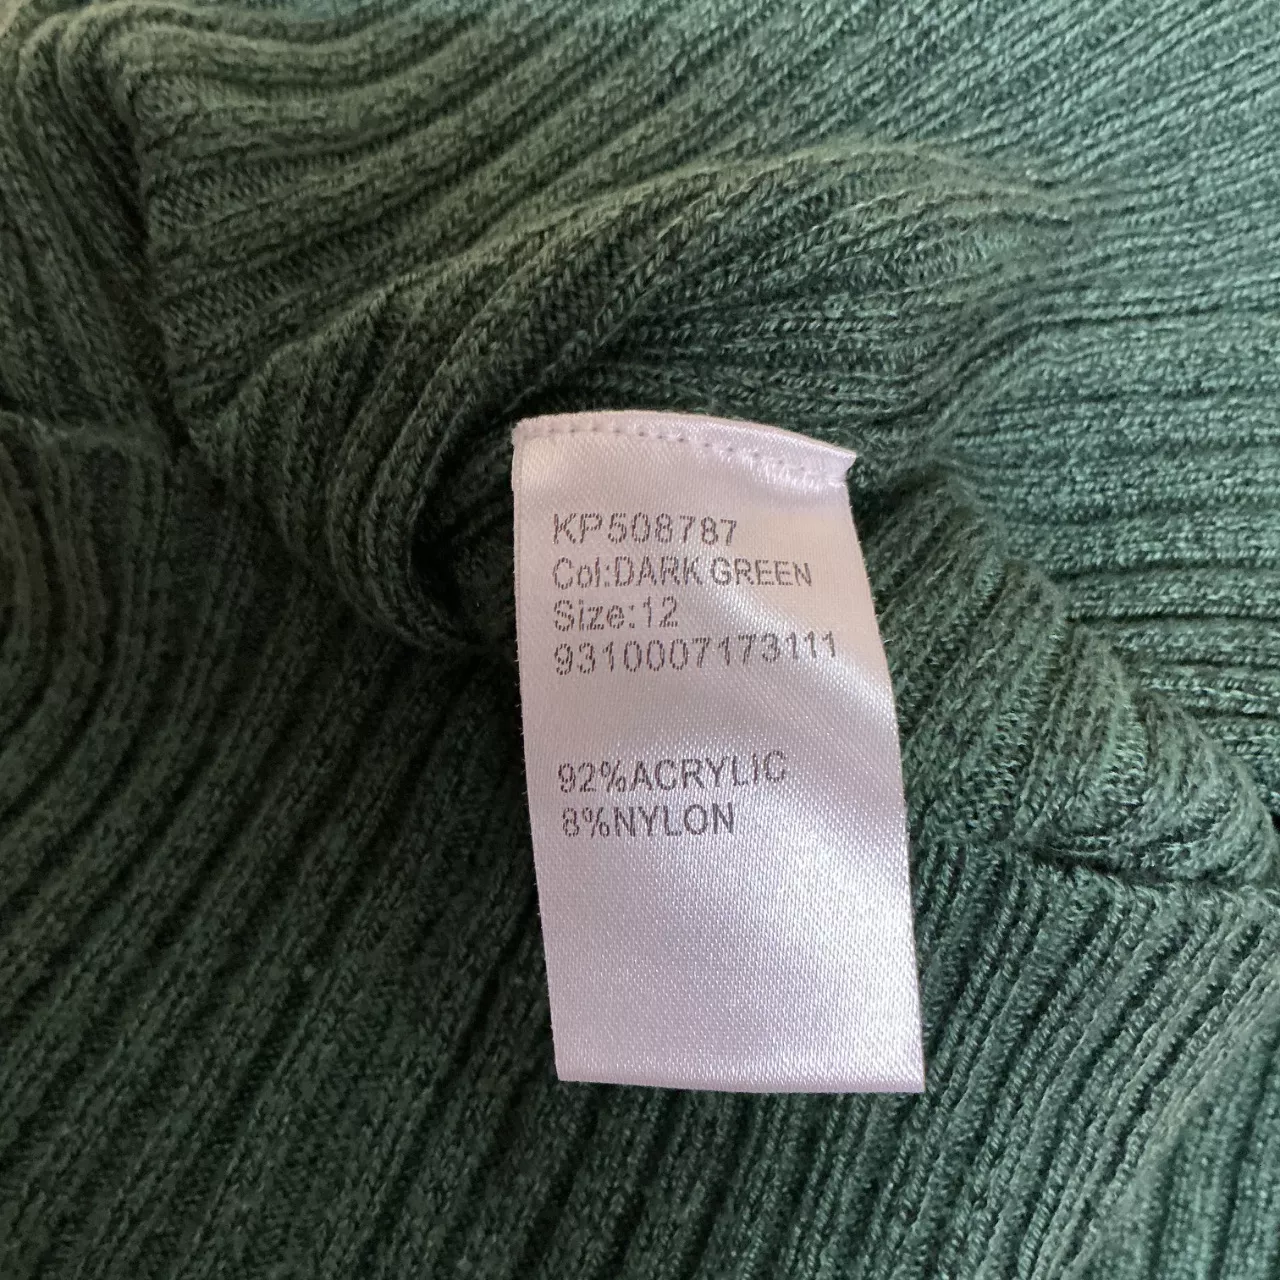 KP508787
Col:DARK GREEN
Size:12
9310007173111
92%ACRYLIC
8%NYLON